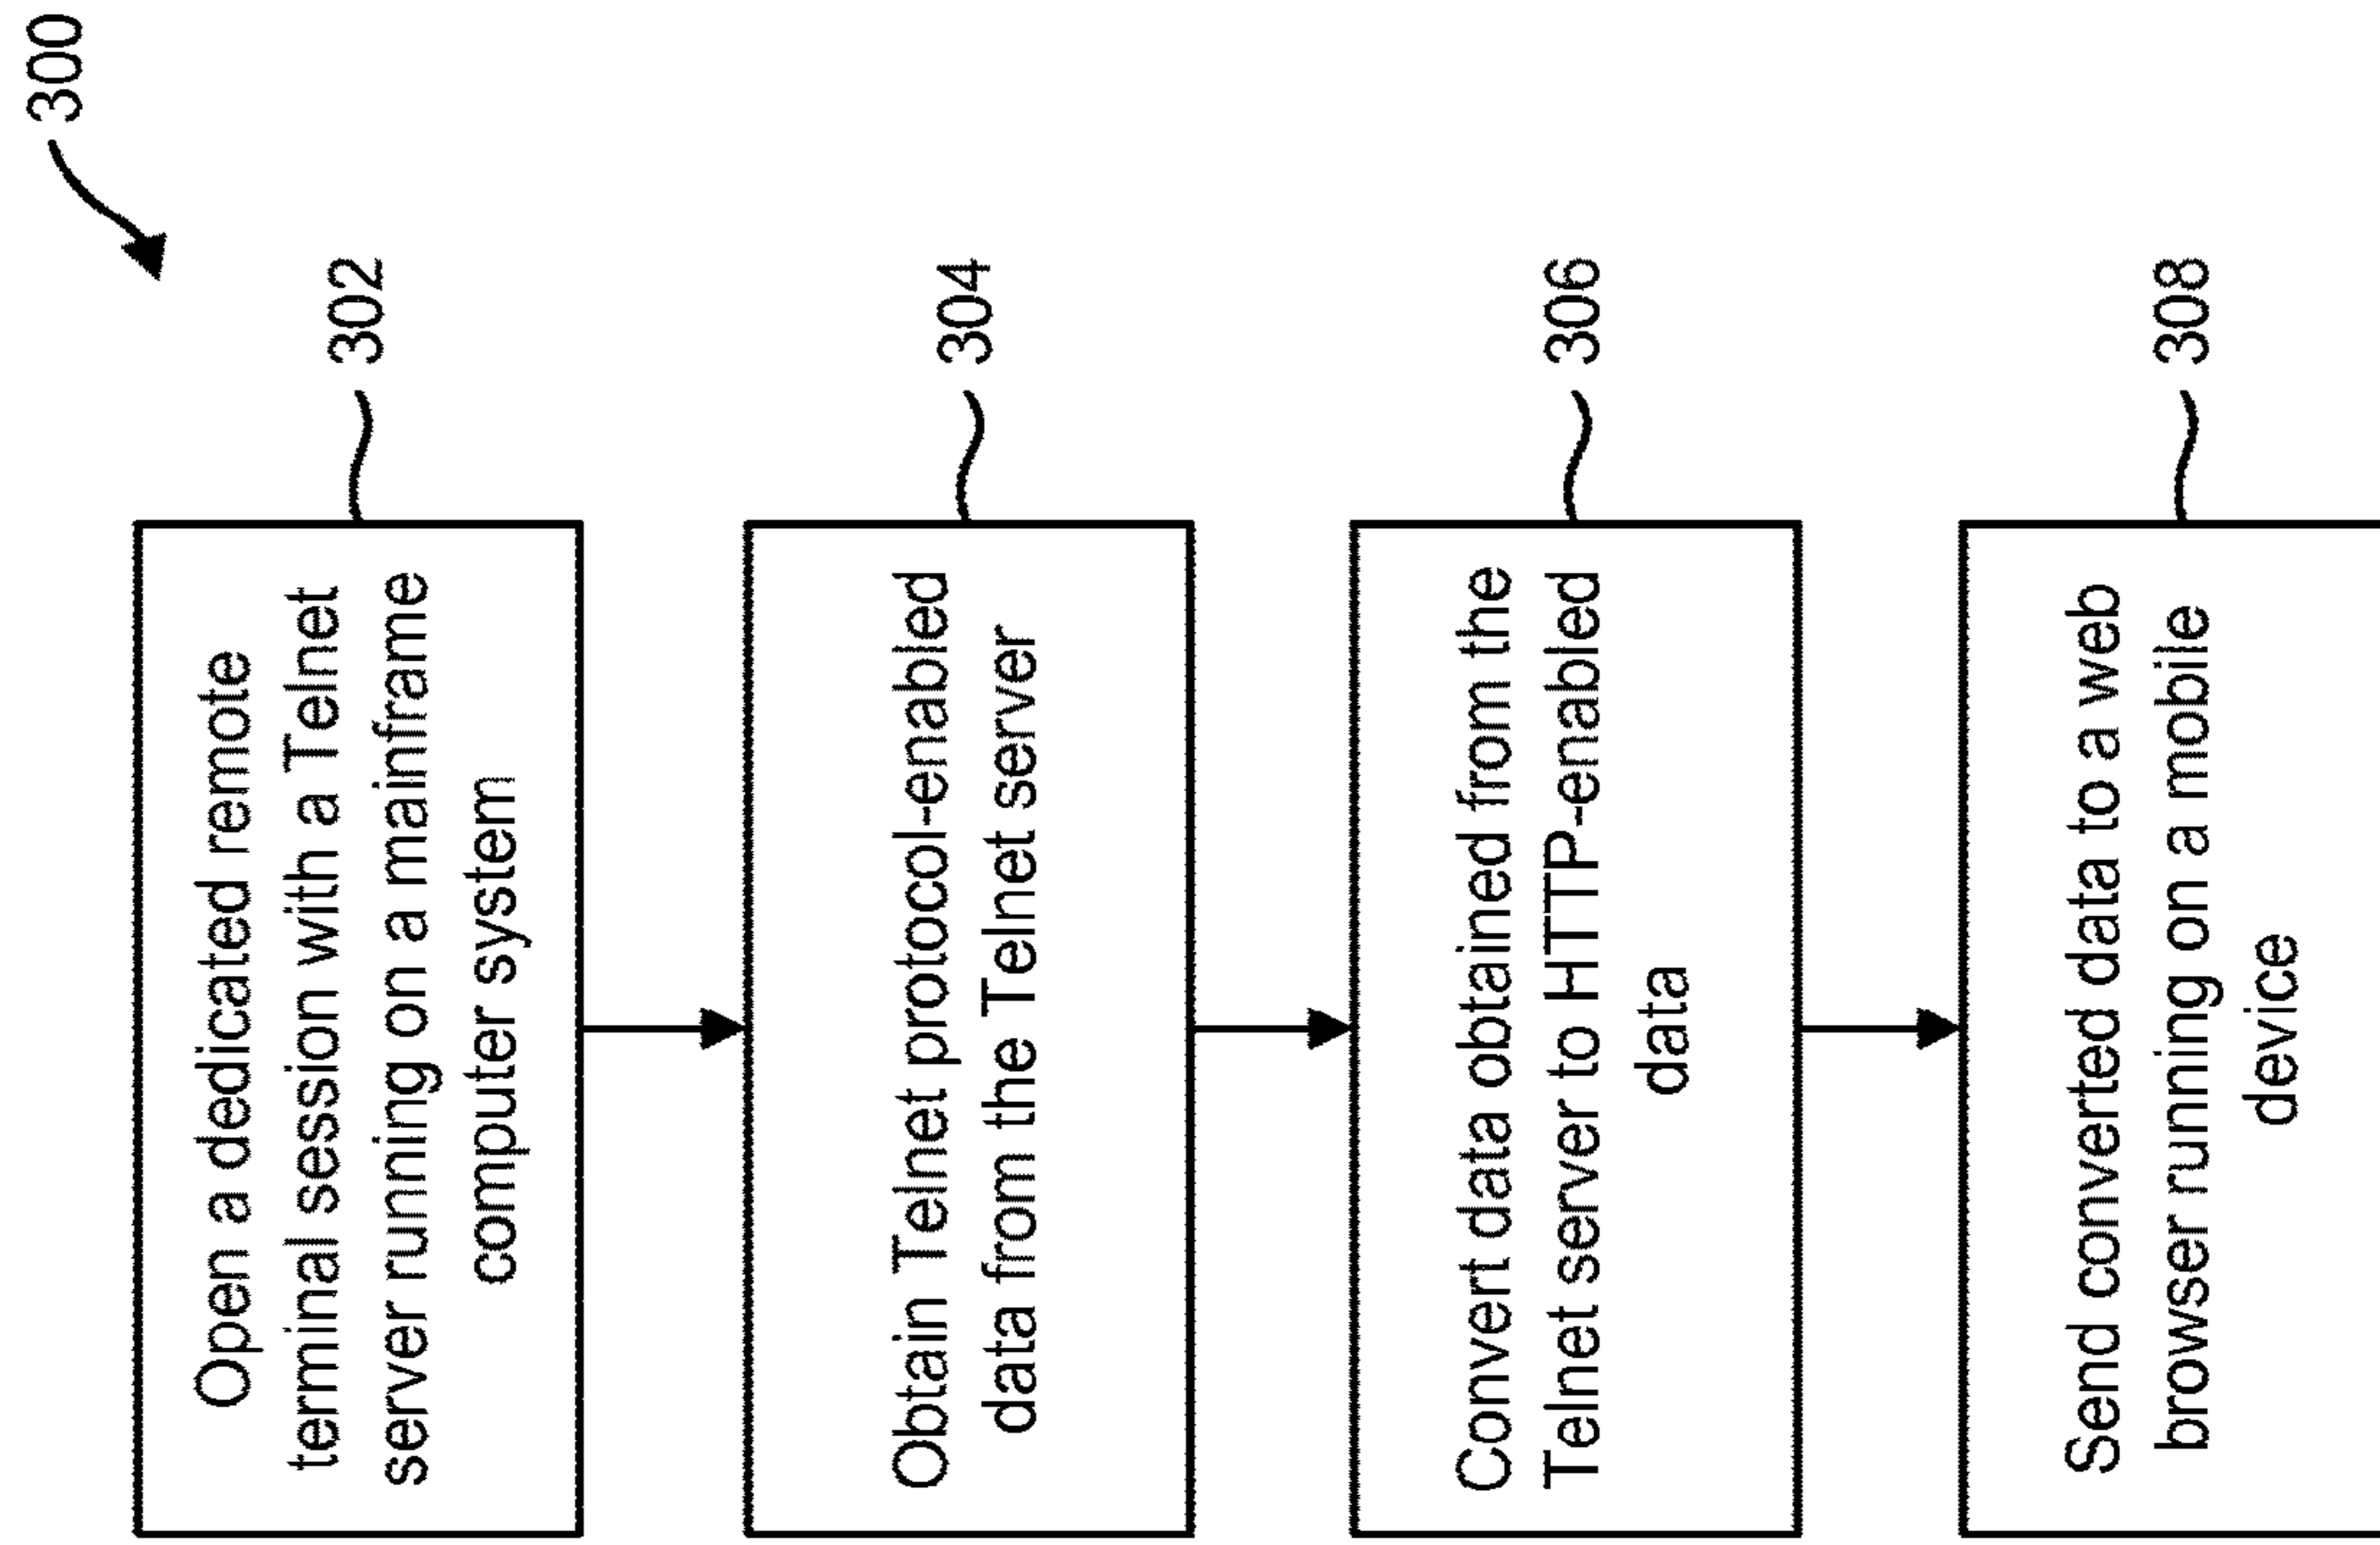 300
Open a dedicated remote
terminal session with a Telnet
server running on a mainframe
computer system
302
Obtain Telnet protocol-enabled
data from the Telnet server
304
Convert data obtained from the
Telnet server to HTTP-enabled
data
306
Send converted data to a web
browser running on a mobile
device
308